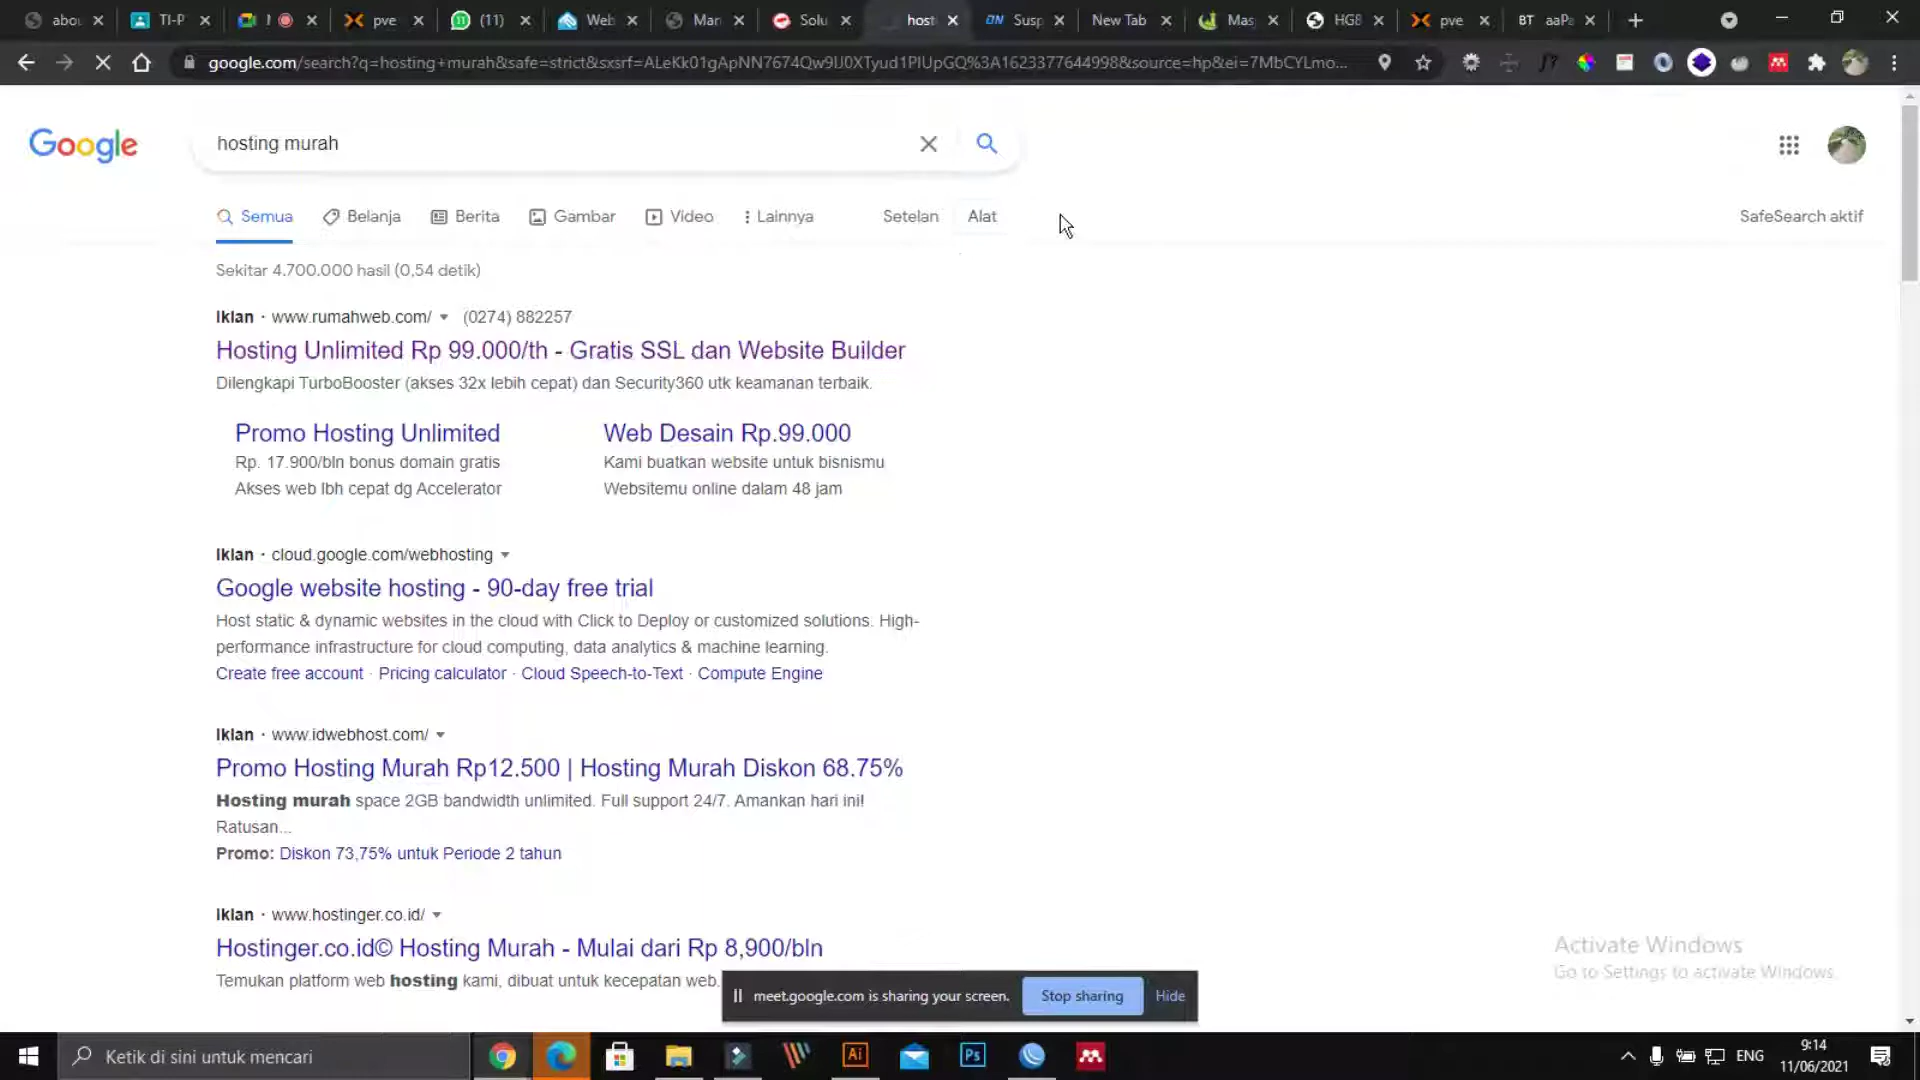 abou
TI-P
pve
(11)
Web
Man
Solu
host
Susp
New Tab
Mas
HG8
pve
BT aaPa
google.com/search?q=hosting+murah&safe=strict&sxsrf=ALeKk01gApNN7674Qw9lJ0XTyud1PlUpGQ%3A1623377644998&source=hp&ei=7MbCYLmo...
Google
hosting murah
Semua
Belanja
Berita
Gambar
Video
Lainnya
Setelan
Alat
SafeSearch aktif
Sekitar 4.700.000 hasil (0,54 detik)
Iklan · www.rumahweb.com/ (0274) 882257
Hosting Unlimited Rp 99.000/th - Gratis SSL dan Website Builder
Dilengkapi TurboBooster (akses 32x lebih cepat) dan Security360 utk keamanan terbaik.
Promo Hosting Unlimited
Rp. 17.900/bln bonus domain gratis
Akses web lbh cepat dg Accelerator
Web Desain Rp.99.000
Kami buatkan website untuk bisnismu
Websitemu online dalam 48 jam
Iklan · cloud.google.com/webhosting
Google website hosting - 90-day free trial
Host static & dynamic websites in the cloud with Click to Deploy or customized solutions. High-
performance infrastructure for cloud computing, data analytics & machine learning.
Create free account · Pricing calculator · Cloud Speech-to-Text · Compute Engine
Iklan · www.idwebhost.com/
Promo Hosting Murah Rp12.500 | Hosting Murah Diskon 68.75%
Hosting murah space 2GB bandwidth unlimited. Full support 24/7. Amankan hari ini!
Ratusan...
Promo: Diskon 73,75% untuk Periode 2 tahun
Iklan · www.hostinger.co.id/
Hostinger.co.id© Hosting Murah - Mulai dari Rp 8,900/bln
Temukan platform web hosting kami, dibuat untuk kecepatan web.
meet.google.com is sharing your screen.
Stop sharing
Hide
Activate Windows
Go to Settings to activate Windows.
Ketik di sini untuk mencari
Ai
Ps
ENG
9:14
11/06/2021